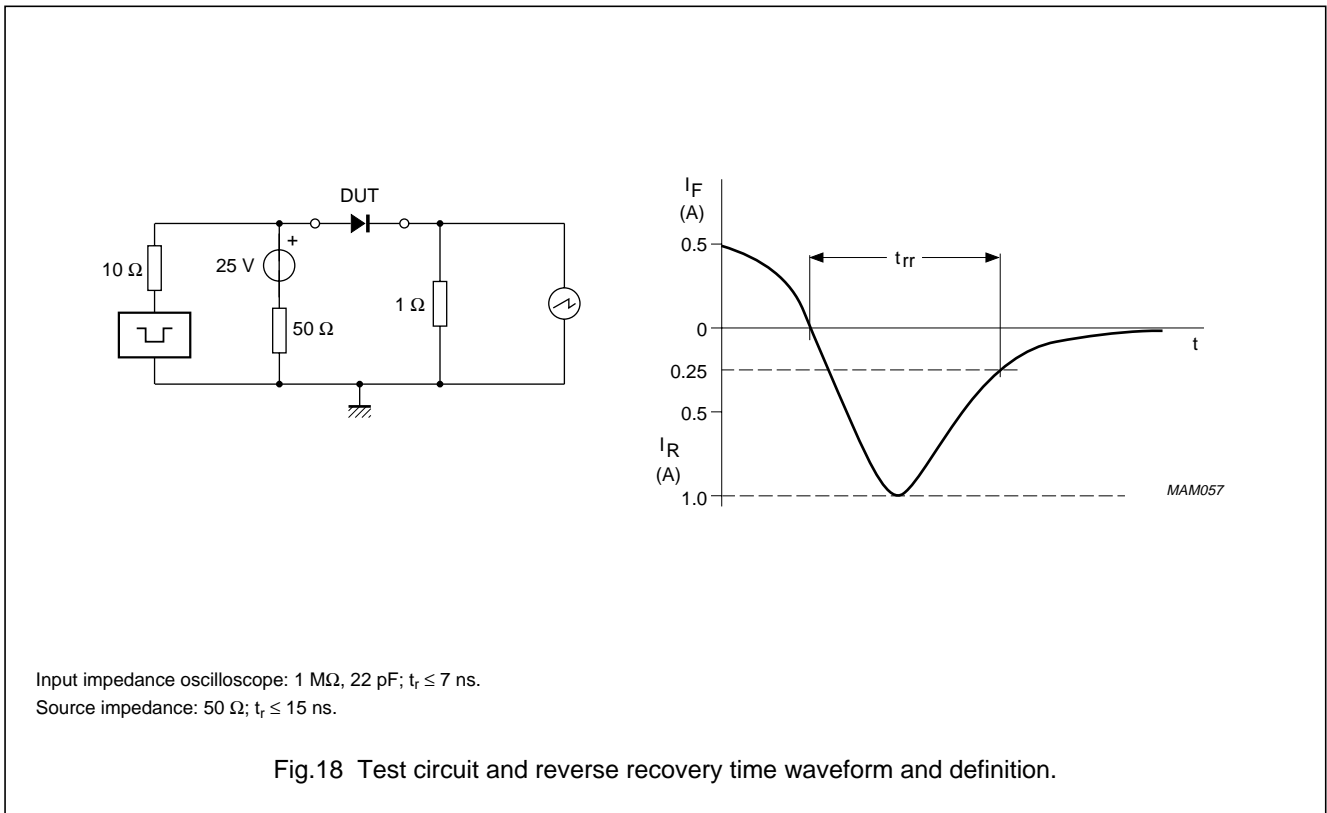 DUT
+
10 Ω
25 V
50 Ω
1 Ω
I_F
(A)
0.5
t_rr
0
t
0.25
0.5
I_R
(A)
1.0
MAM057
Input impedance oscilloscope: 1 MΩ, 22 pF; t_r ≤ 7 ns.
Source impedance: 50 Ω; t_r ≤ 15 ns.
Fig.18 Test circuit and reverse recovery time waveform and definition.